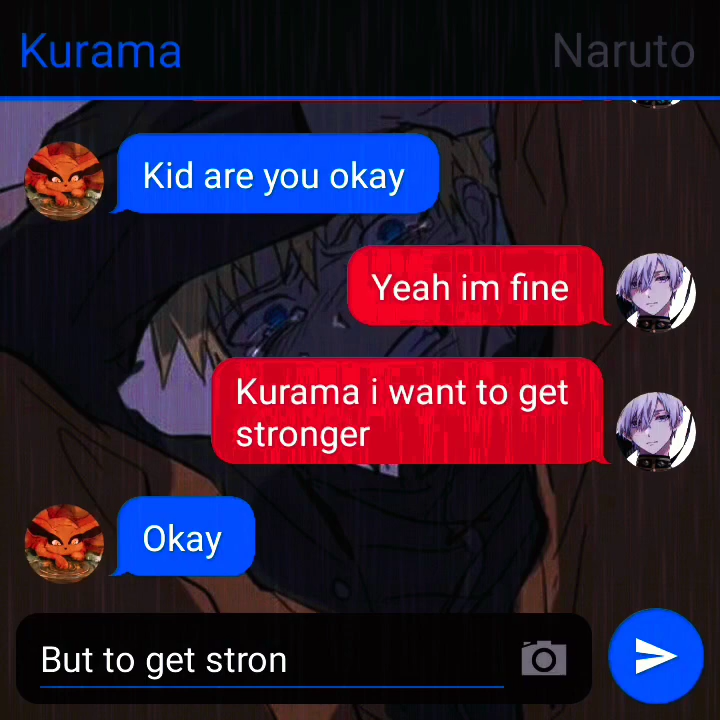 Kurama
Naruto
Kid are you okay
Yeah im fine
Kurama i want to get
stronger
Okay
But to get stron